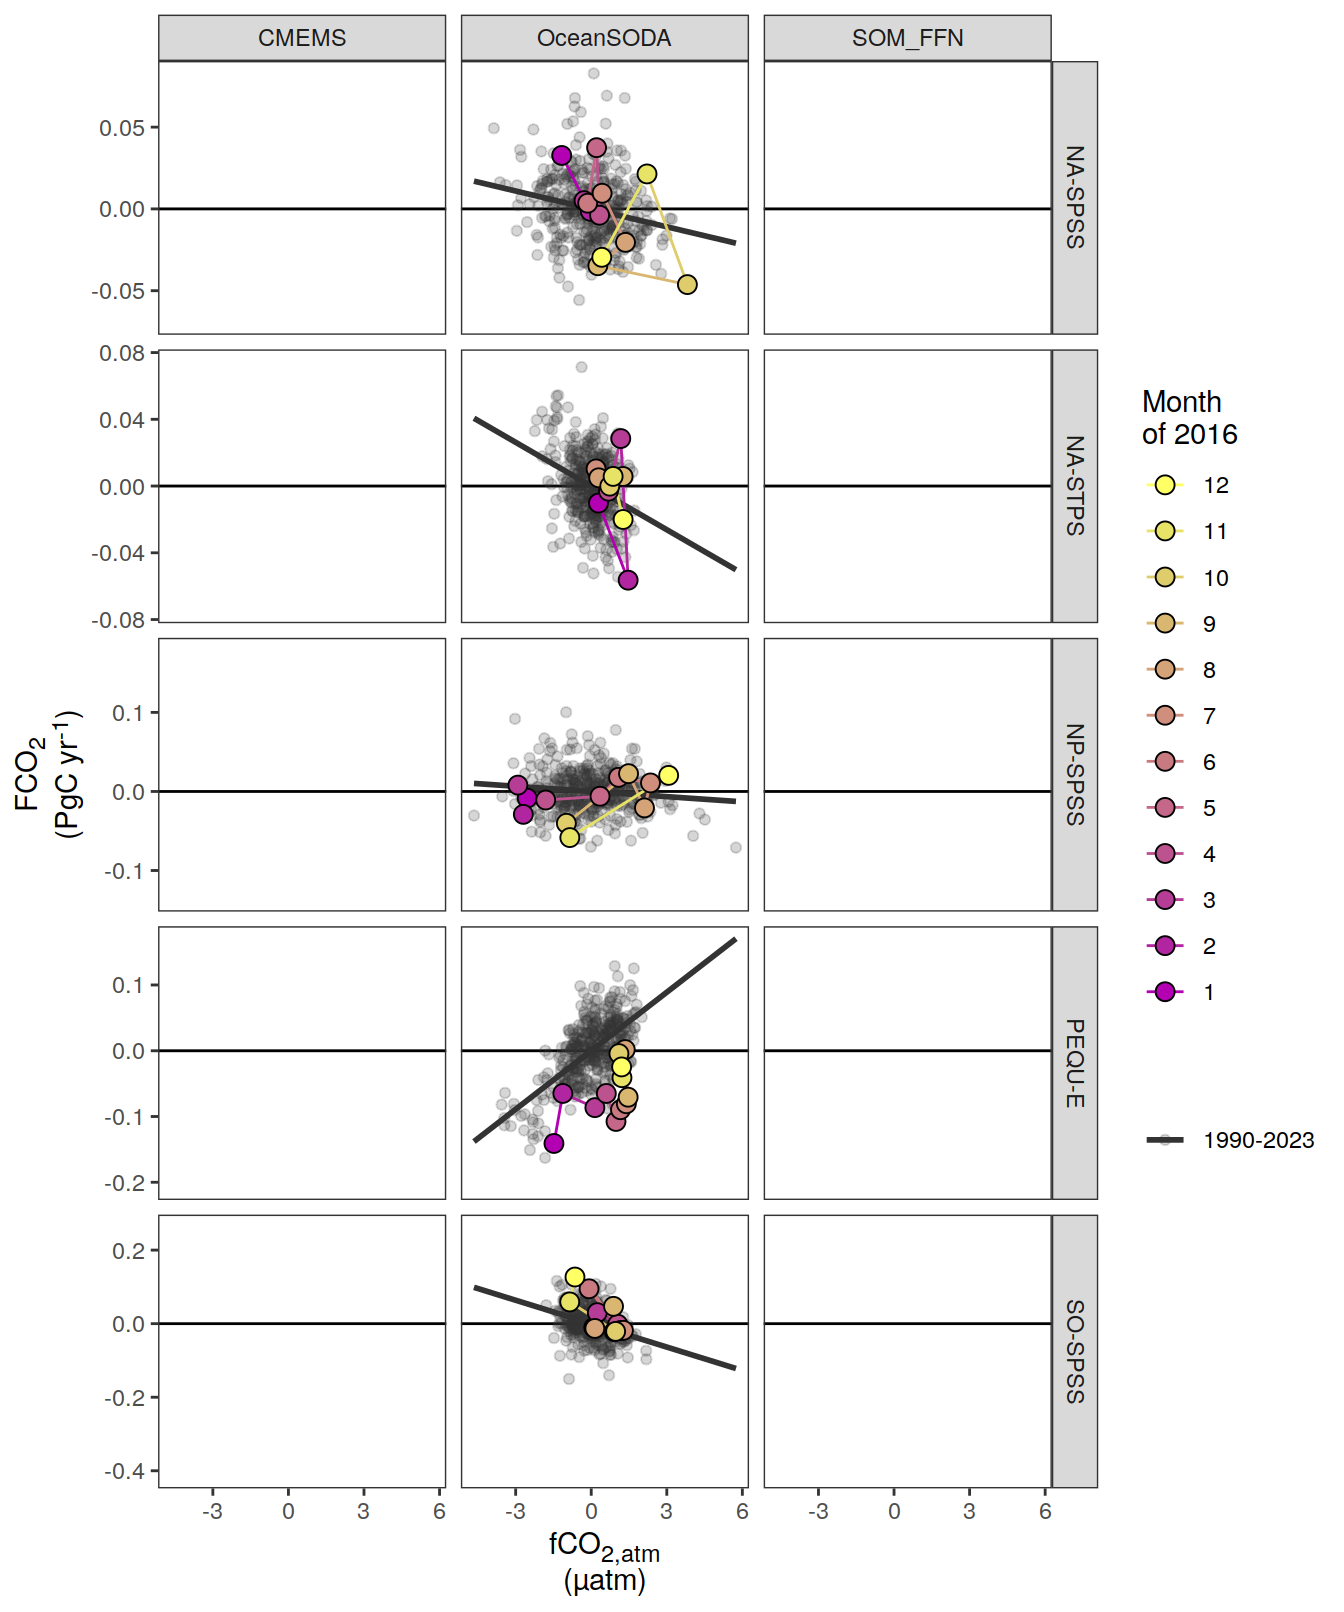 CMEMS OceanSODA SOM_FFN
0.05
0.00
-0.05
NA-SPSS
0.08
0.04
0.00
-0.04
-0.08
NA-STPS
0.1
0.0
-0.1
NP-SPSS
0.1
0.0
-0.1
-0.2
PEQU-E
0.2
0.0
-0.2
-0.4
SO-SPSS
-3 0 3 6 -3 0 3 6 -3 0 3 6
fCO₂,atm
(µatm)
FCO₂
(PgC yr⁻¹)
Month
of 2016
12
11
10
9
8
7
6
5
4
3
2
1
1990-2023